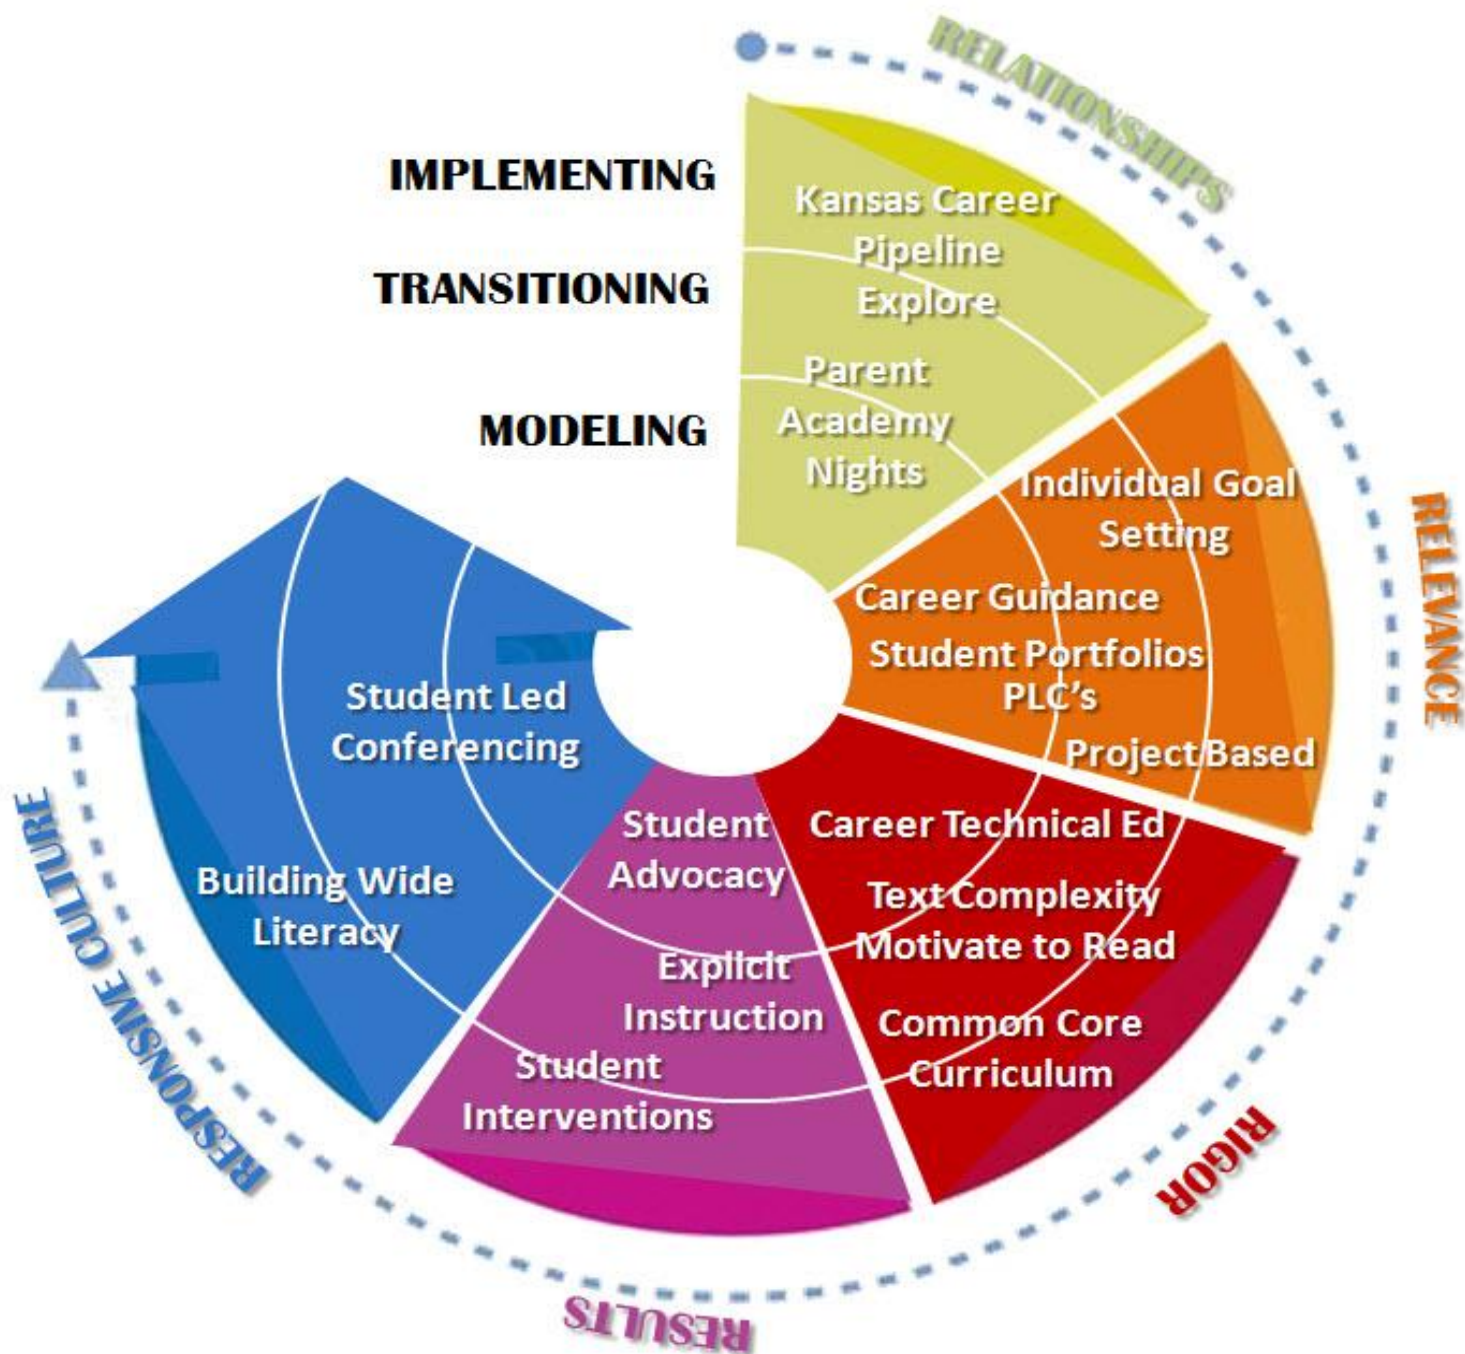 RELATIONSHIPS
IMPLEMENTING
TRANSITIONING
MODELING
Kansas Career
Pipeline
Explore
Parent
Academy
Nights
RELEVANCE
Individual Goal
Setting
Career Guidance
Student Portfolios
PLC's
Project Based
RIGOR
Career Technical Ed
Text Complexity
Motivate to Read
Common Core
Curriculum
RESULTS
Student
Advocacy
Explicit
Instruction
Student
Interventions
RESPONSIVE CULTURE
Student Led
Conferencing
Building Wide
Literacy